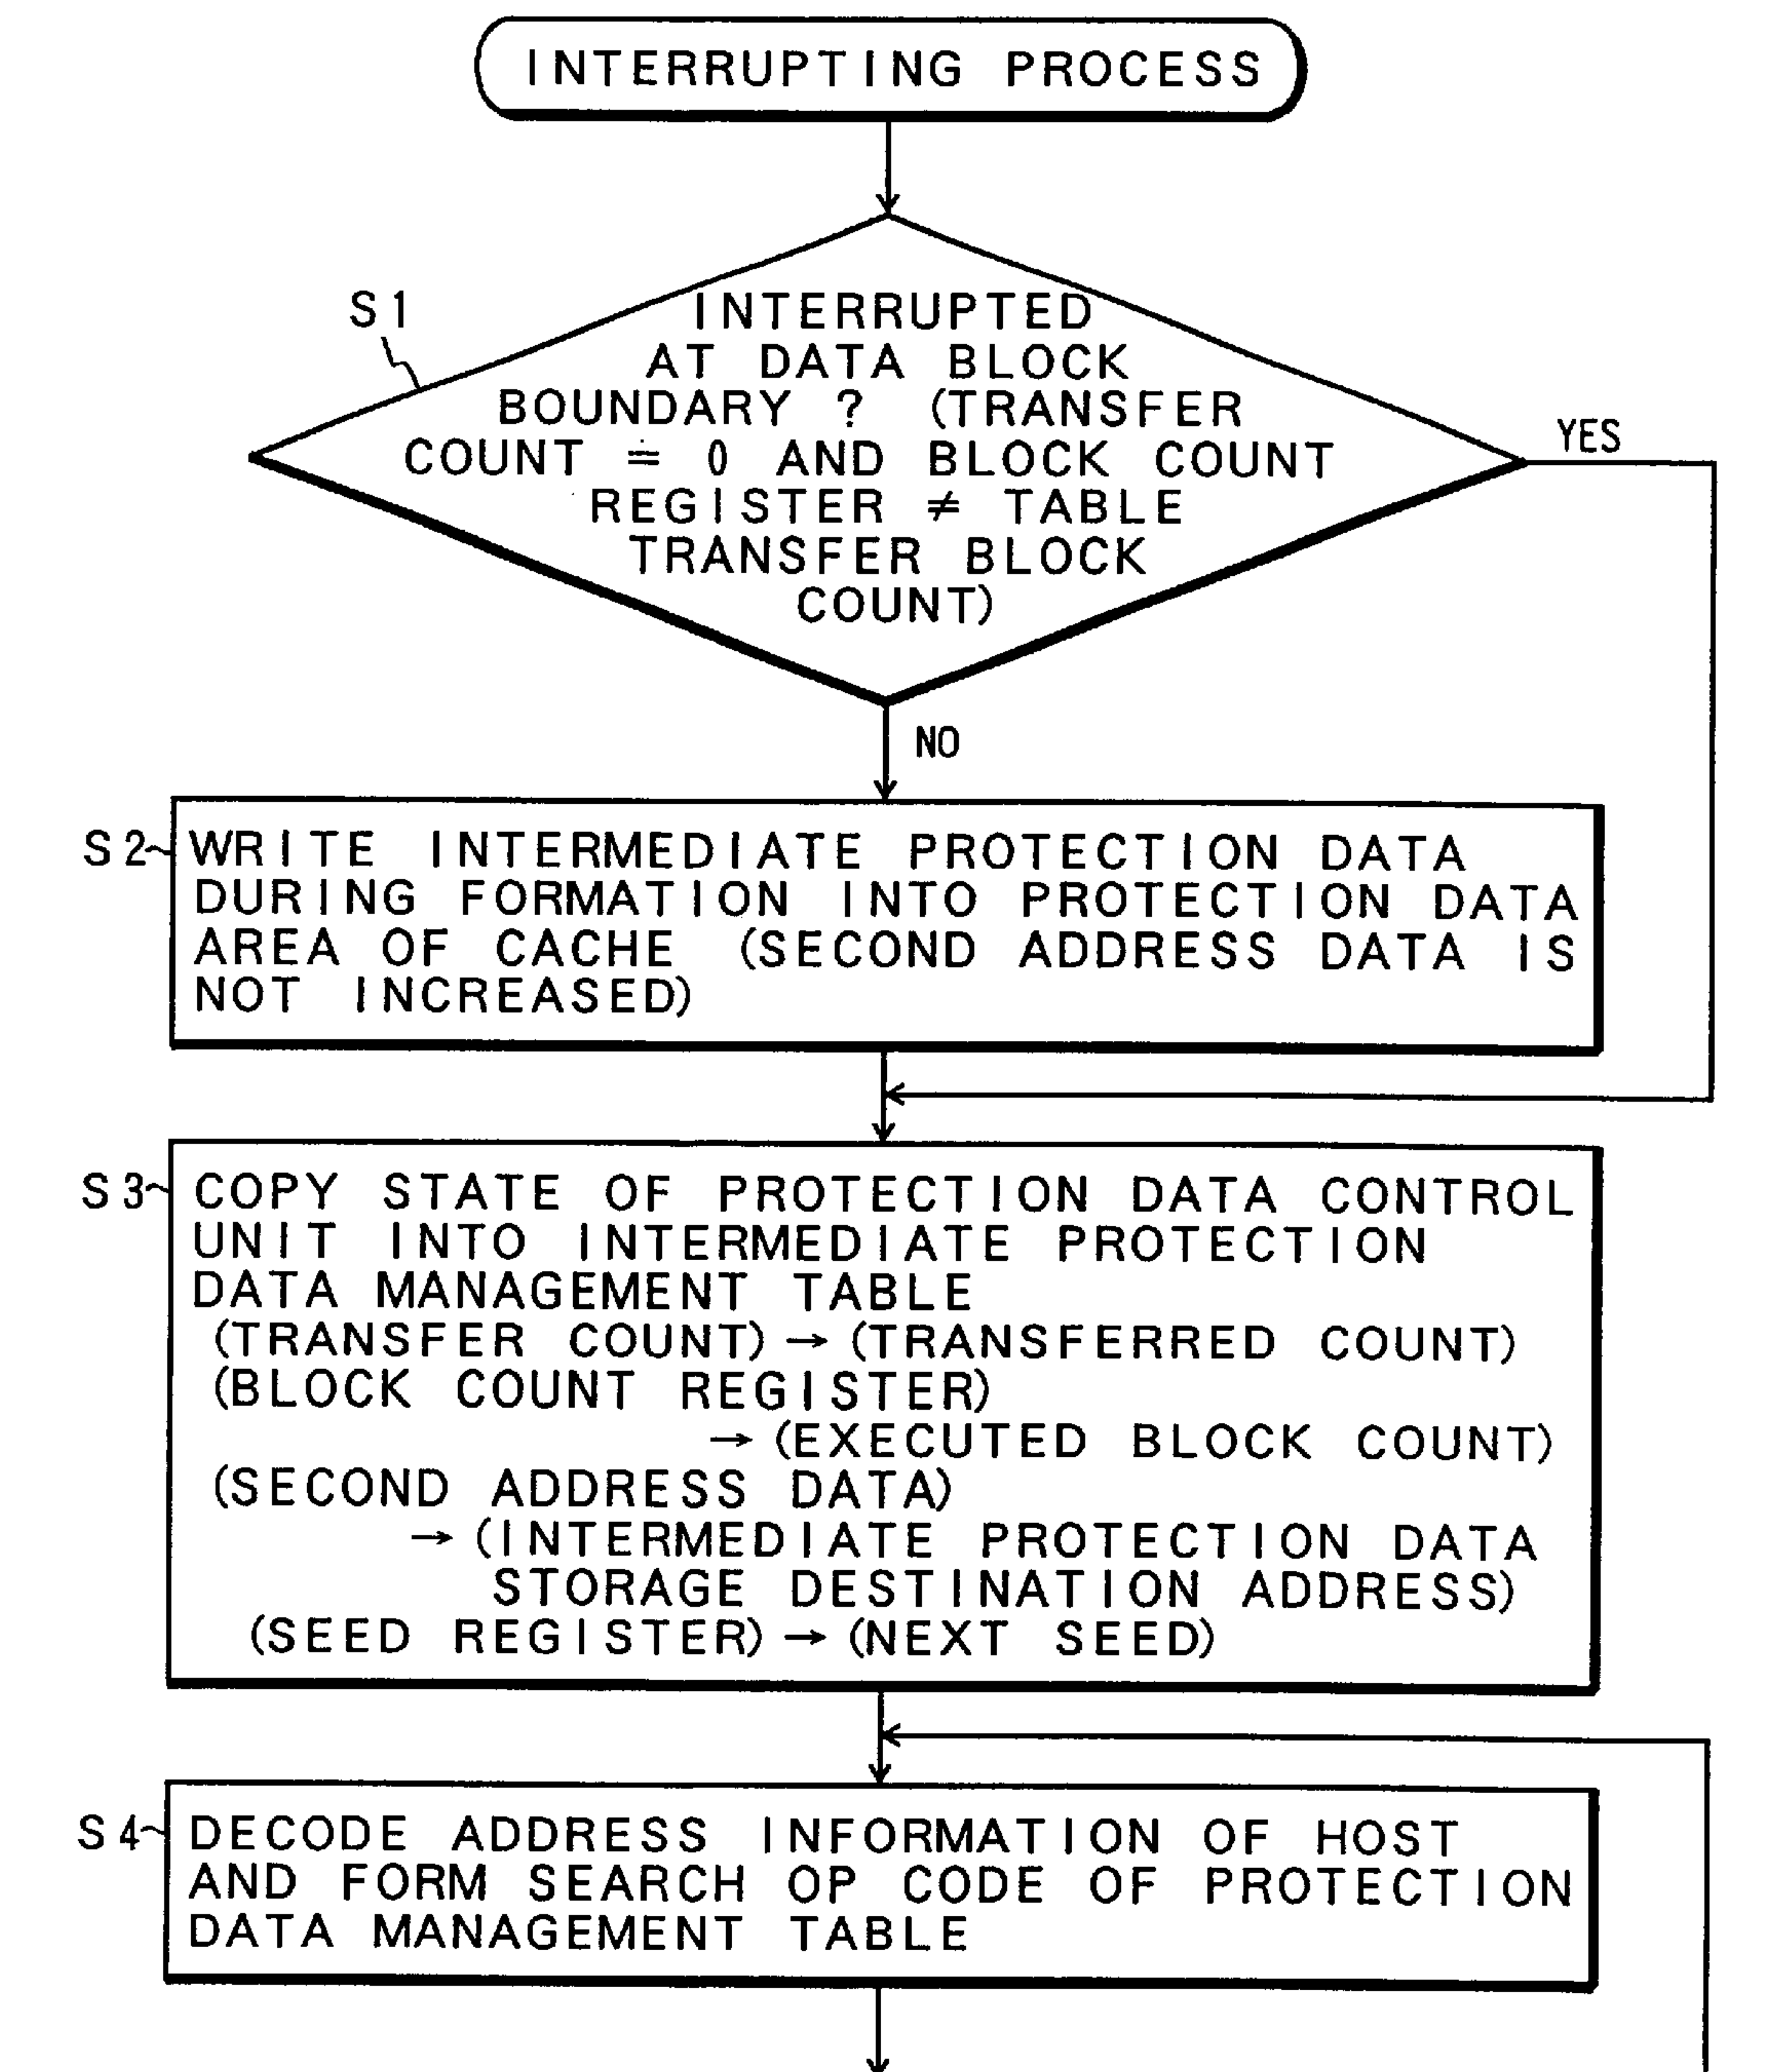 INTERRUPTING PROCESS
S1
INTERRUPTED
AT DATA BLOCK
BOUNDARY ? (TRANSFER
COUNT ≐ 0 AND BLOCK COUNT
REGISTER ≠ TABLE
TRANSFER BLOCK
COUNT)
YES
NO
S2
WRITE INTERMEDIATE PROTECTION DATA
DURING FORMATION INTO PROTECTION DATA
AREA OF CACHE (SECOND ADDRESS DATA IS
NOT INCREASED)
S3
COPY STATE OF PROTECTION DATA CONTROL
UNIT INTO INTERMEDIATE PROTECTION
DATA MANAGEMENT TABLE
(TRANSFER COUNT) → (TRANSFERRED COUNT)
(BLOCK COUNT REGISTER)
→ (EXECUTED BLOCK COUNT)
(SECOND ADDRESS DATA)
→ (INTERMEDIATE PROTECTION DATA
STORAGE DESTINATION ADDRESS)
(SEED REGISTER) → (NEXT SEED)
S4
DECODE ADDRESS INFORMATION OF HOST
AND FORM SEARCH OP CODE OF PROTECTION
DATA MANAGEMENT TABLE